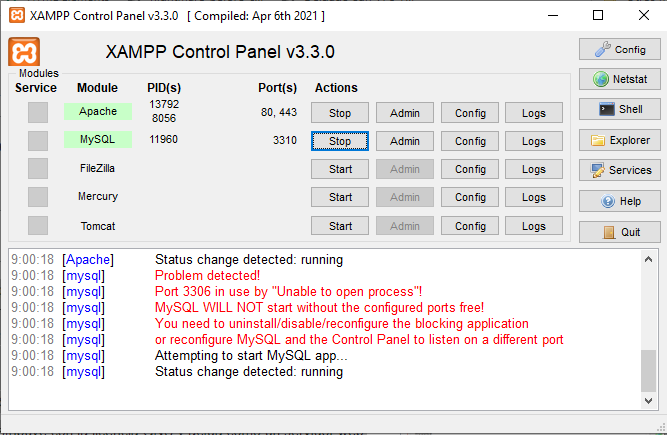 XAMPP Control Panel v3.3.0 [ Compiled: Apr 6th 2021 ]
XAMPP Control Panel v3.3.0
Config
Modules
Service Module PID(s) Port(s) Actions
Netstat
Apache 13792 8056 80, 443 Stop Admin Config Logs
Shell
MySQL 11960 3310 Stop Admin Config Logs
Explorer
FileZilla Start Admin Config Logs
Services
Mercury Start Admin Config Logs
Help
Tomcat Start Admin Config Logs
Quit
9:00:18 [Apache] Status change detected: running
9:00:18 [mysql] Problem detected!
9:00:18 [mysql] Port 3306 in use by "Unable to open process"!
9:00:18 [mysql] MySQL WILL NOT start without the configured ports free!
9:00:18 [mysql] You need to uninstall/disable/reconfigure the blocking application
9:00:18 [mysql] or reconfigure MySQL and the Control Panel to listen on a different port
9:00:18 [mysql] Attempting to start MySQL app...
9:00:18 [mysql] Status change detected: running